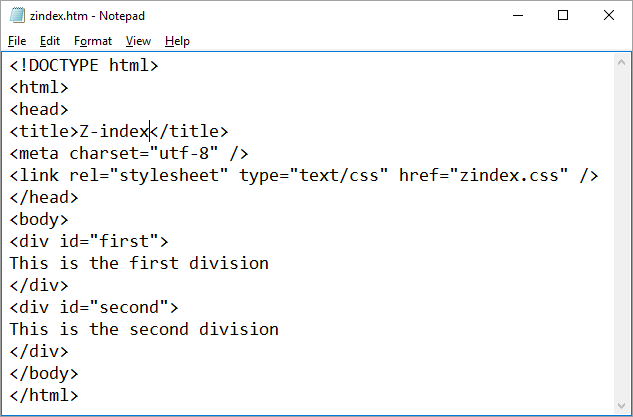 zindex.htm - Notepad
File Edit Format View Help
<!DOCTYPE html>
<html>
<head>
<title>Z-index</title>
<meta charset="utf-8" />
<link rel="stylesheet" type="text/css" href="zindex.css" />
</head>
<body>
<div id="first">
This is the first division
</div>
<div id="second">
This is the second division
</div>
</body>
</html>